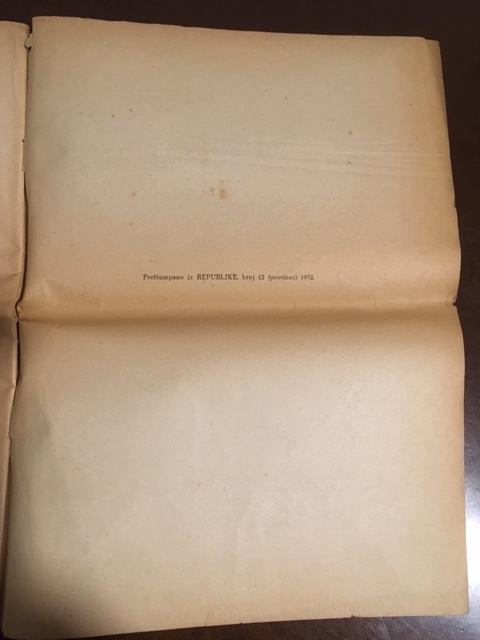 Preštampano iz REPUBLIKE, broj 12 (prosinac) 1952.